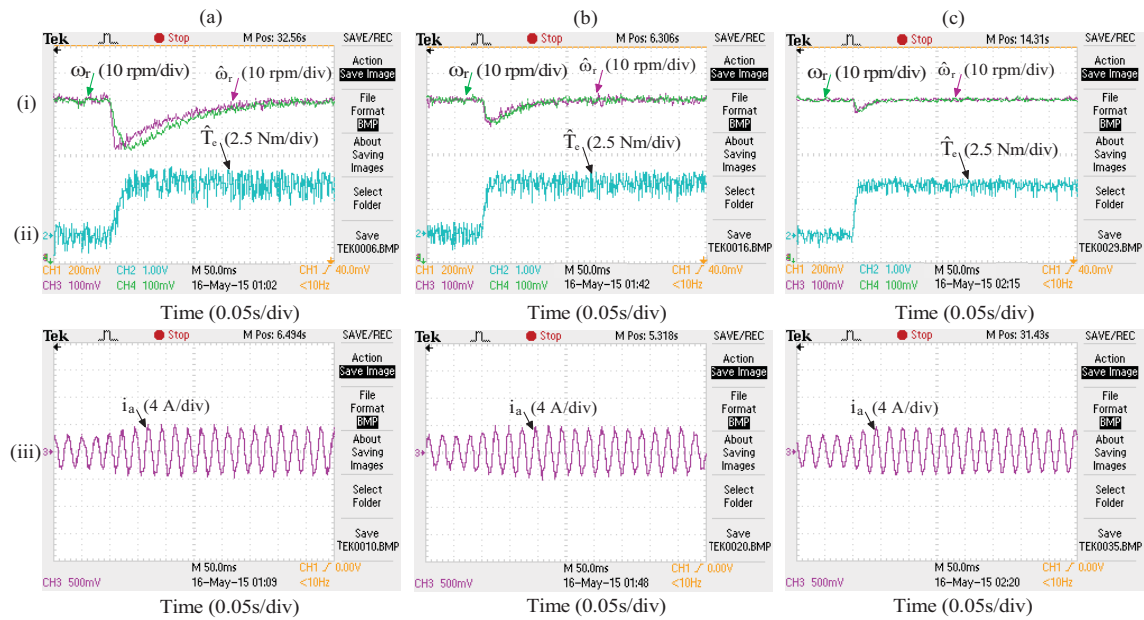 (a)
(b)
(c)
Tek Stop M Pos: 32.56s SAVE/REC
Action
Save Image
File
Format
BMP
About
Saving
Images
Select
Folder
Save
TEK0006.BMP
ωr (10 rpm/div)
ω̂r (10 rpm/div)
T̂e (2.5 Nm/div)
2
CH1 200mV CH2 1.00V M 50.0ms CH1 40.0mV
CH3 100mV CH4 100mV 16-May-15 01:02 <10Hz
Time (0.05s/div)
Tek Stop M Pos: 6.306s SAVE/REC
Action
Save Image
File
Format
BMP
About
Saving
Images
Select
Folder
Save
TEK0016.BMP
ωr (10 rpm/div)
ω̂r (10 rpm/div)
T̂e (2.5 Nm/div)
2
CH1 200mV CH2 1.00V M 50.0ms CH1 40.0mV
CH3 100mV CH4 100mV 16-May-15 01:42 <10Hz
Time (0.05s/div)
Tek Stop M Pos: 14.31s SAVE/REC
Action
Save Image
File
Format
BMP
About
Saving
Images
Select
Folder
Save
TEK0029.BMP
ωr (10 rpm/div)
ω̂r (10 rpm/div)
T̂e (2.5 Nm/div)
2
CH1 200mV CH2 1.00V M 50.0ms CH1 40.0mV
CH3 100mV CH4 100mV 16-May-15 02:15 <10Hz
Time (0.05s/div)
(i)
(ii)
(iii)
Tek Stop M Pos: 6.494s SAVE/REC
Action
Save Image
File
Format
BMP
About
Saving
Images
Select
Folder
Save
TEK0010.BMP
ia (4 A/div)
3
M 50.0ms CH1 0.00V
CH3 500mV 16-May-15 01:09 <10Hz
Time (0.05s/div)
Tek Stop M Pos: 5.318s SAVE/REC
Action
Save Image
File
Format
BMP
About
Saving
Images
Select
Folder
Save
TEK0020.BMP
ia (4 A/div)
3
M 50.0ms CH1 0.00V
CH3 500mV 16-May-15 01:48 <10Hz
Time (0.05s/div)
Tek Stop M Pos: 31.43s SAVE/REC
Action
Save Image
File
Format
BMP
About
Saving
Images
Select
Folder
Save
TEK0035.BMP
ia (4 A/div)
3
M 50.0ms CH1 0.00V
CH3 500mV 16-May-15 02:20 <10Hz
Time (0.05s/div)